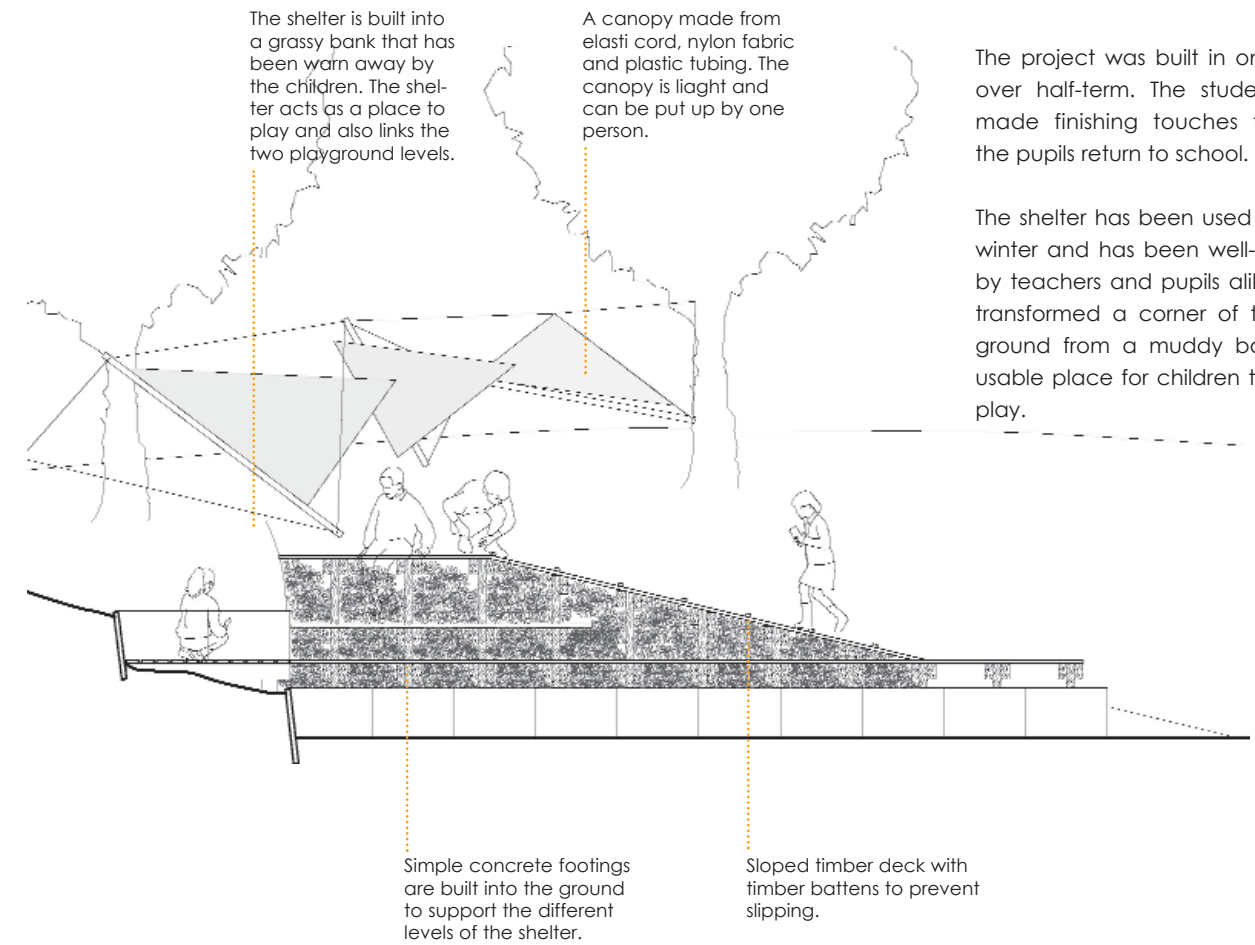 The shelter is built into
a grassy bank that has
been warn away by
the children. The shel-
ter acts as a place to
play and also links the
two playground levels.
A canopy made from
elasti cord, nylon fabric
and plastic tubing. The
canopy is liaght and
can be put up by one
person.
The project was built in
over half-term. The
made finishing touches
the pupils return to school.
The shelter has been used
winter and has been well-
by teachers and pupils
transformed a corner of
ground from a muddy
usable place for children
play.
Simple concrete footings
are built into the ground
to support the different
levels of the shelter.
Sloped timber deck with
timber battens to prevent
slipping.